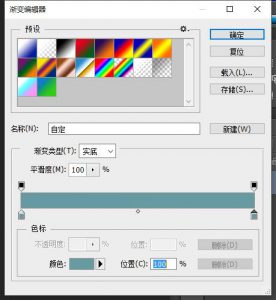 渐变编辑器
预设
确定
复位
载入(L)...
存储(S)...
名称(N): 自定 新建(W)
渐变类型(T): 实底
平滑度(M): 100 %
色标
不透明度: % 位置: % 删除(D)
颜色: 位置(C): 100 % 删除(D)